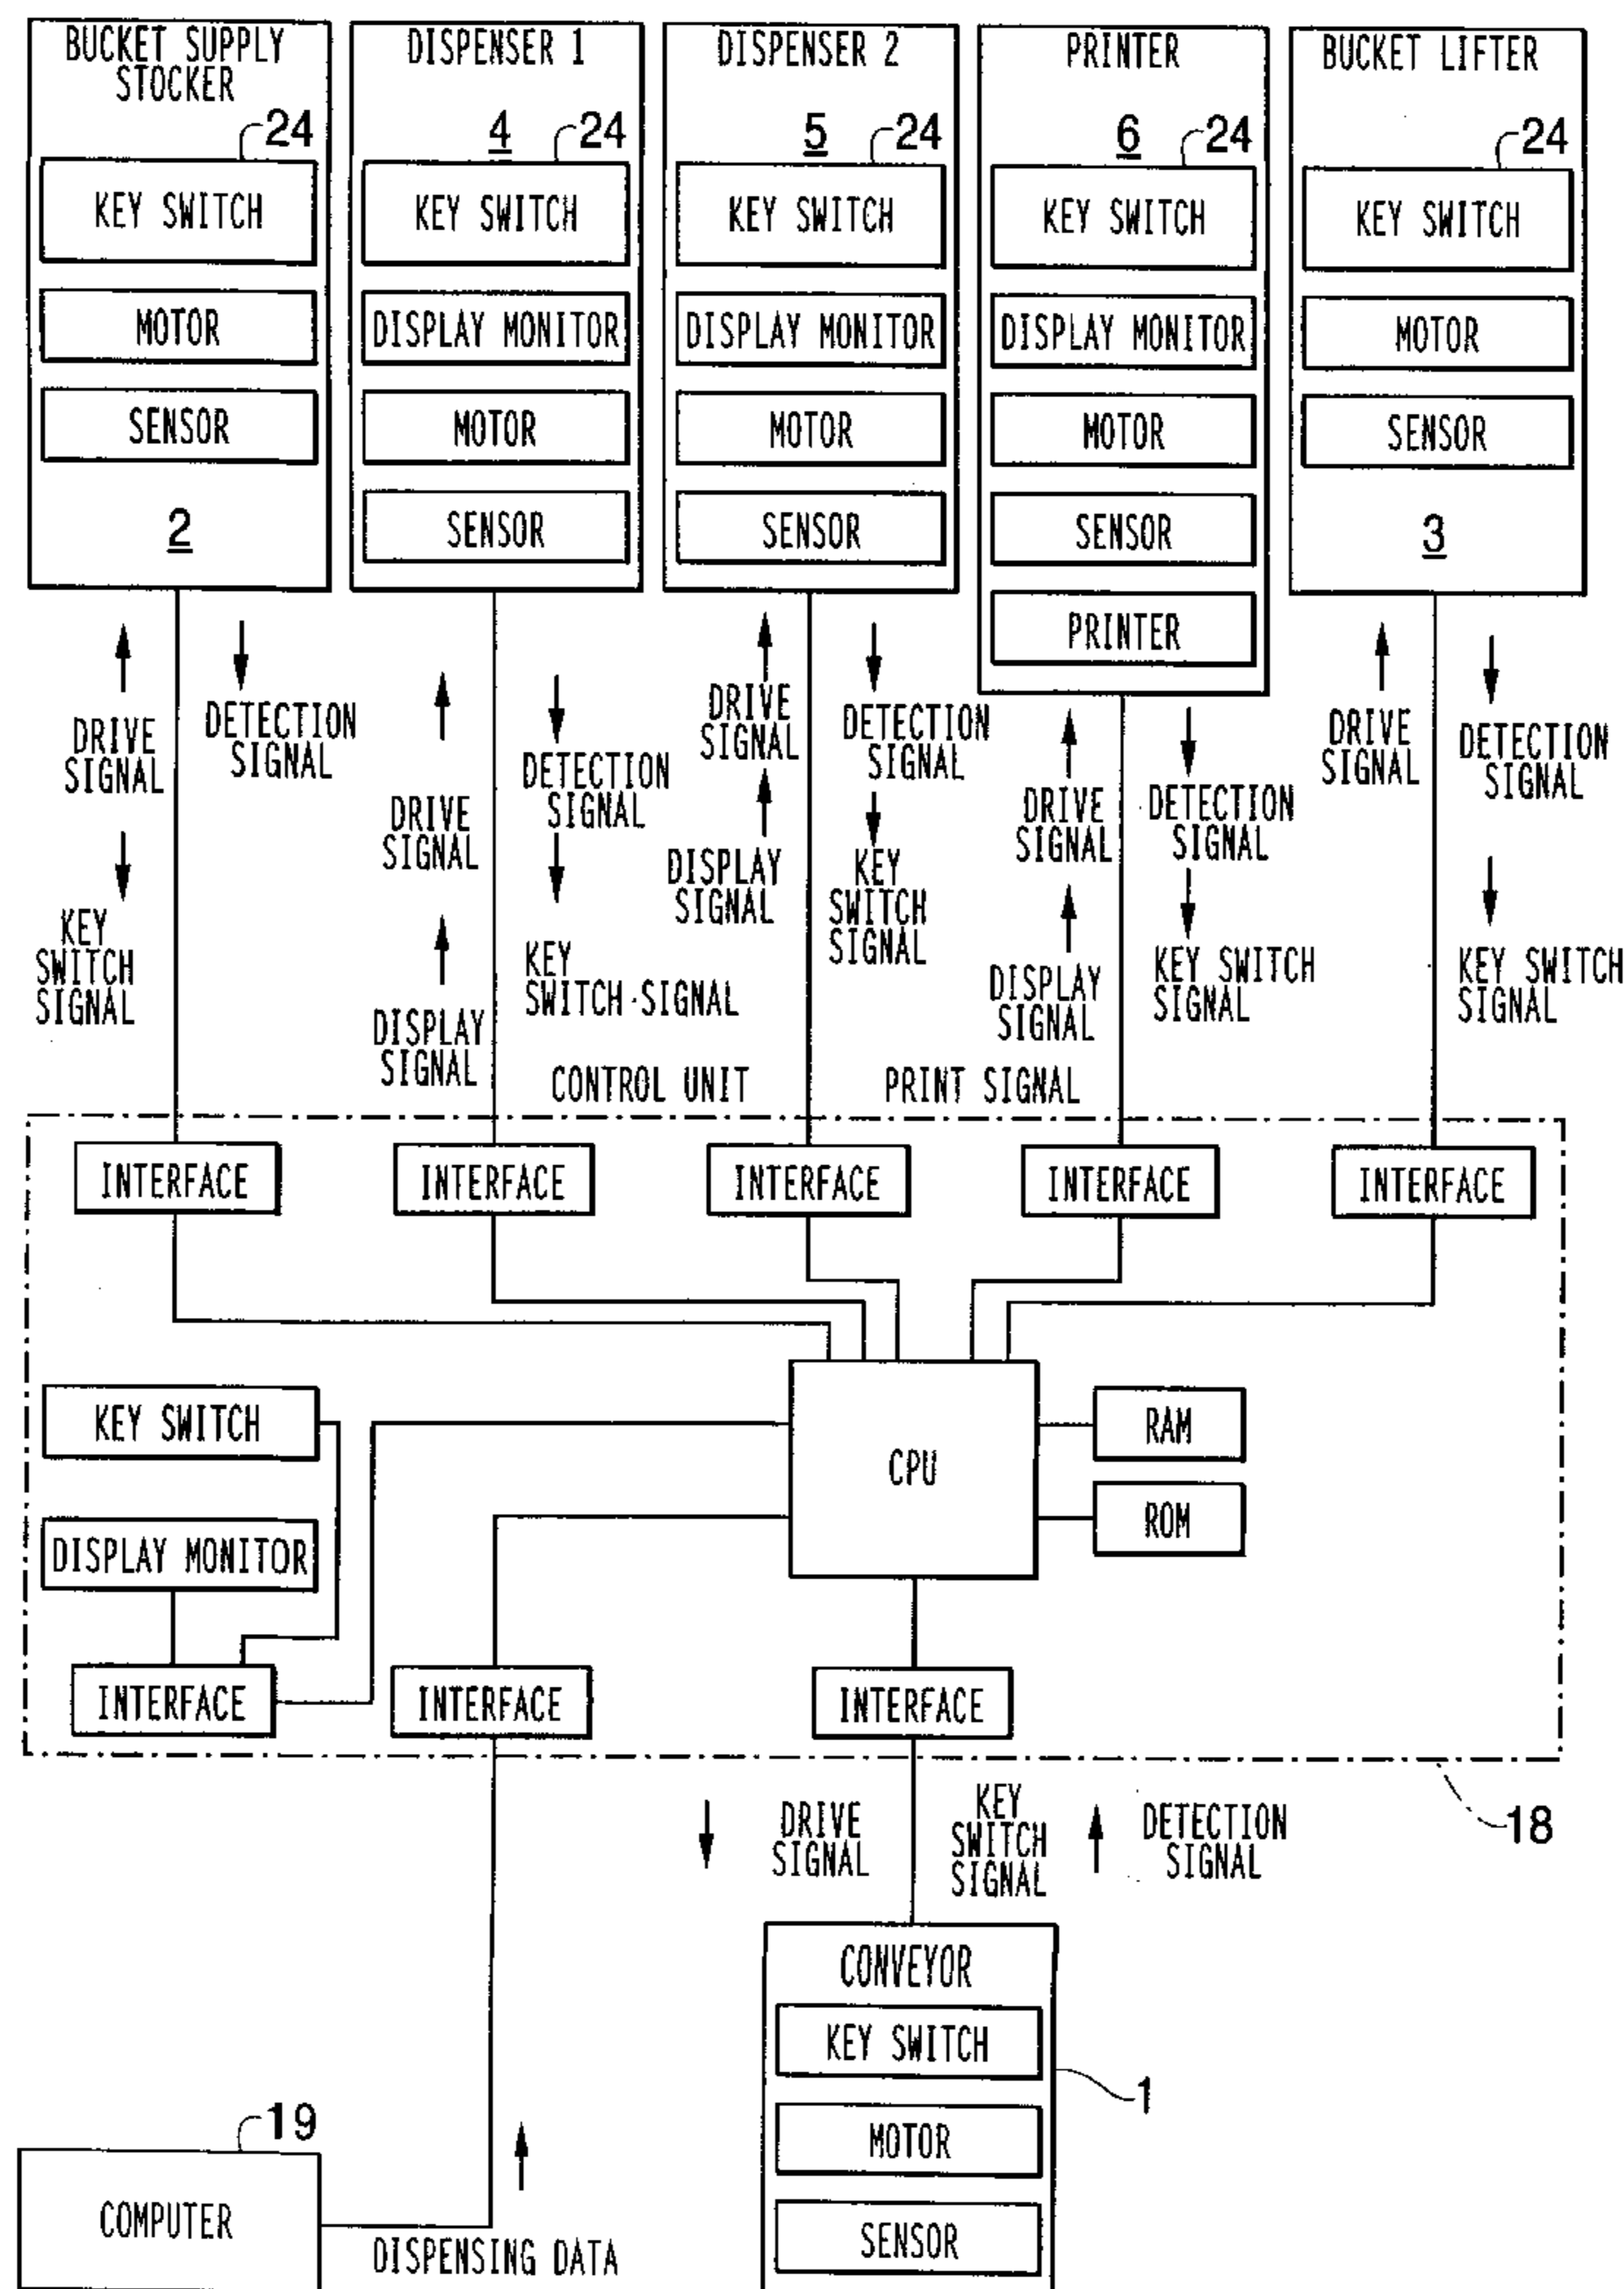 BUCKET SUPPLY
STOCKER
24
KEY SWITCH
MOTOR
SENSOR
2
DISPENSER 1
4
24
KEY SWITCH
DISPLAY MONITOR
MOTOR
SENSOR
DISPENSER 2
5
24
KEY SWITCH
DISPLAY MONITOR
MOTOR
SENSOR
PRINTER
6
24
KEY SWITCH
DISPLAY MONITOR
MOTOR
SENSOR
PRINTER
BUCKET LIFTER
24
KEY SWITCH
MOTOR
SENSOR
3
DRIVE
SIGNAL
DETECTION
SIGNAL
KEY
SWITCH
SIGNAL
DRIVE
SIGNAL
DETECTION
SIGNAL
DISPLAY
SIGNAL
KEY
SWITCH SIGNAL
DRIVE
SIGNAL
DETECTION
SIGNAL
DISPLAY
SIGNAL
KEY
SWITCH
SIGNAL
DRIVE
SIGNAL
DETECTION
SIGNAL
DISPLAY
SIGNAL
KEY SWITCH
SIGNAL
DRIVE
SIGNAL
DETECTION
SIGNAL
KEY SWITCH
SIGNAL
CONTROL UNIT
PRINT SIGNAL
INTERFACE
INTERFACE
INTERFACE
INTERFACE
INTERFACE
KEY SWITCH
DISPLAY MONITOR
CPU
RAM
ROM
INTERFACE
INTERFACE
INTERFACE
18
DRIVE
SIGNAL
KEY
SWITCH
SIGNAL
DETECTION
SIGNAL
CONVEYOR
KEY SWITCH
MOTOR
SENSOR
1
19
COMPUTER
DISPENSING DATA